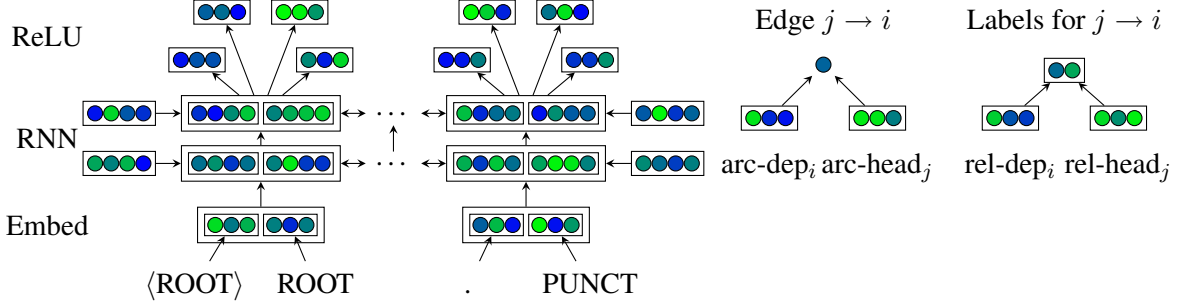 ReLU
RNN
Embed
⟨ROOT⟩ ROOT . PUNCT
· · ·
· · ·
Edge j → i
arc-dep_i arc-head_j
Labels for j → i
rel-dep_i rel-head_j